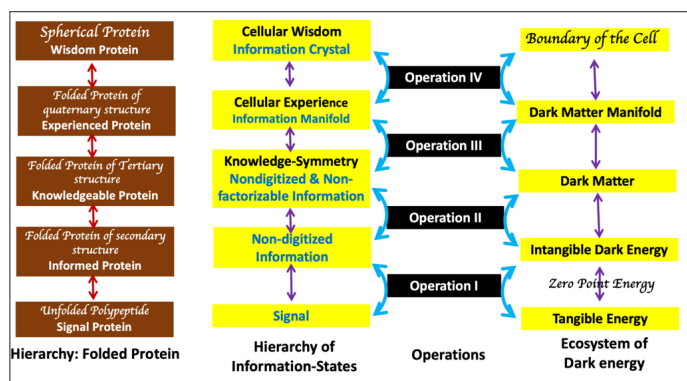 Spherical Protein
Wisdom Protein
Folded Protein of
quaternary structure
Experienced Protein
Folded Protein of Tertiary
structure
Knowledgeable Protein
Folded Protein of secondary
structure
Informed Protein
Unfolded Polypeptide
Signal Protein
Hierarchy: Folded Protein
Cellular Wisdom
Information Crystal
Cellular Experience
Information Manifold
Knowledge-Symmetry
Nondigitized & Non-
factorizable Information
Non-digitized
Information
Signal
Hierarchy of
Information-States
Operation IV
Operation III
Operation II
Operation I
Operations
Boundary of the Cell
Dark Matter Manifold
Dark Matter
Intangible Dark Energy
Zero Point Energy
Tangible Energy
Ecosystem of
Dark energy